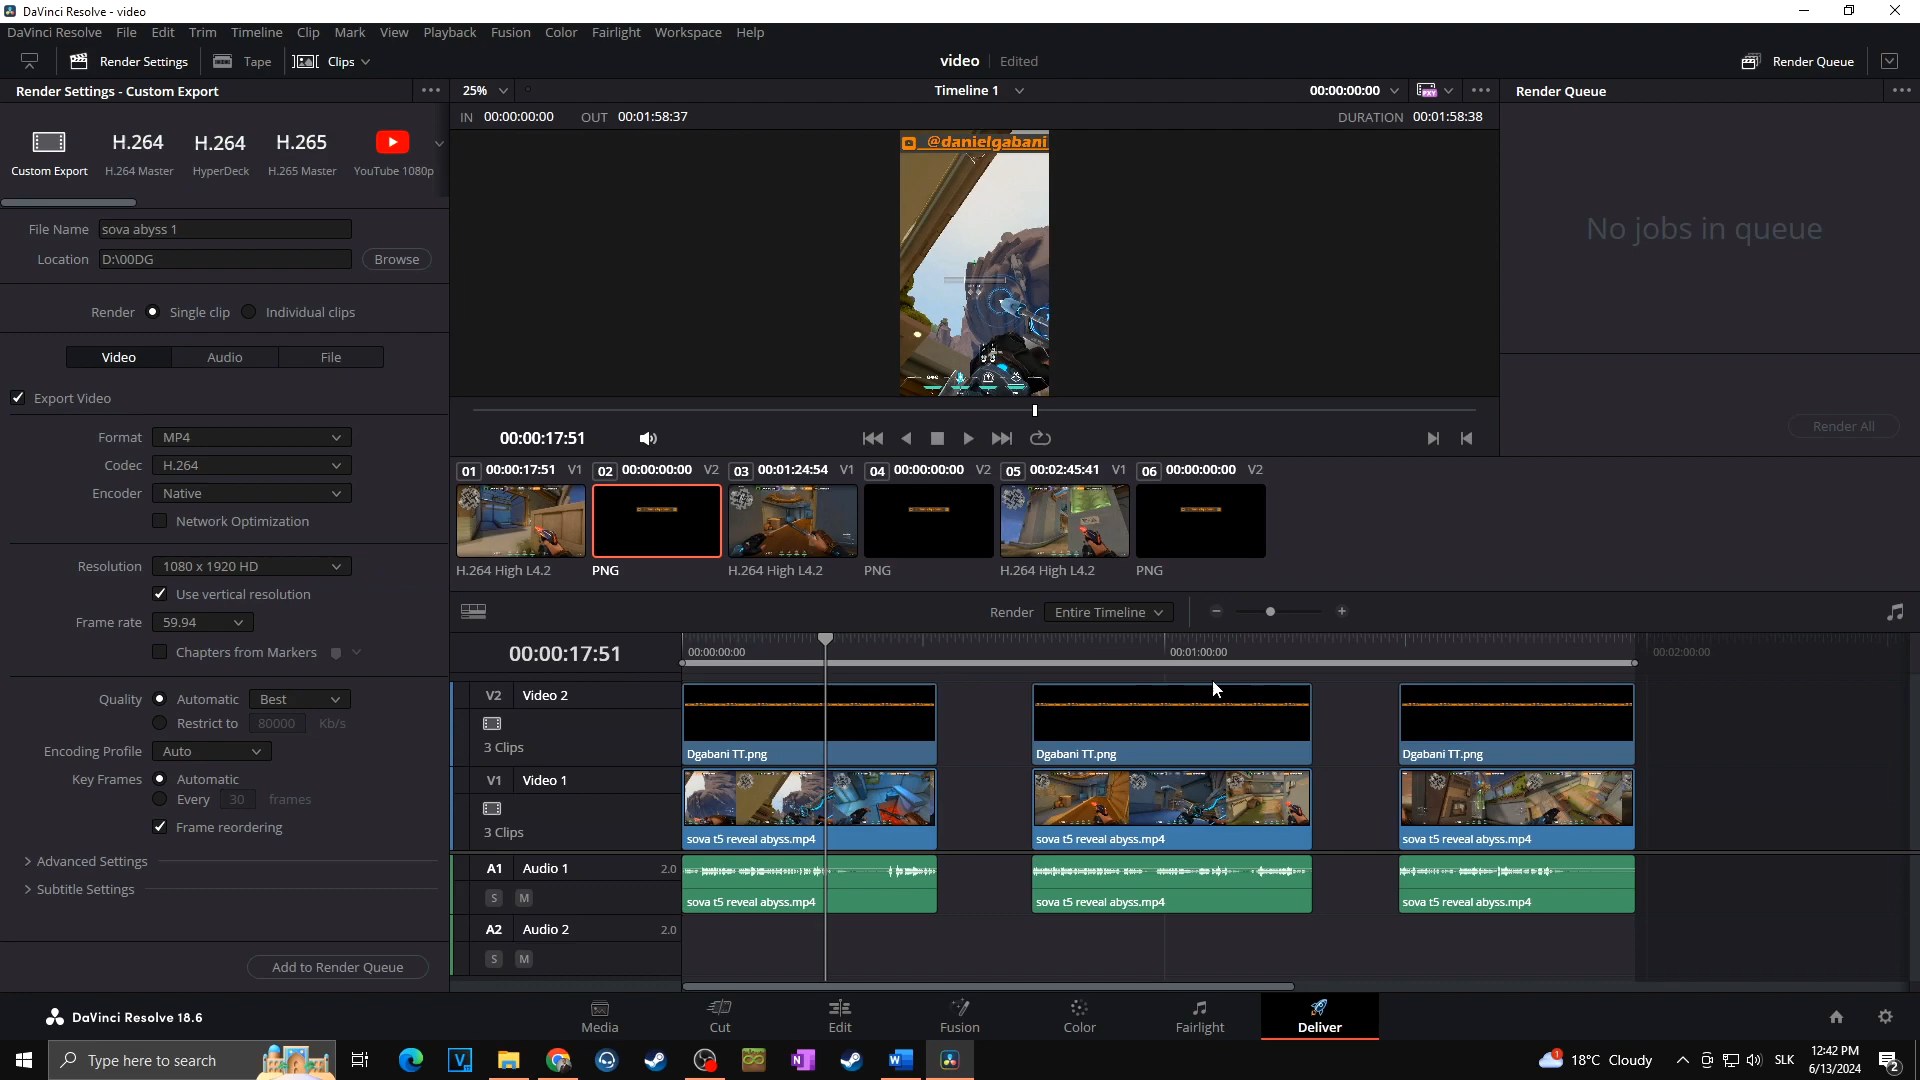 DaVinci Resolve - video
DaVinci Resolve File Edit Trim Timeline Clip Mark View Playback Fusion Color Fairlight Workspace Help
Render Settings Tape Clips video Edited Render Queue
Render Settings - Custom Export 25% Timeline 1 00:00:00:00 PXY Render Queue
IN 00:00:00:00 OUT 00:01:58:37 DURATION 00:01:58:38
@danielgabani
H.264 H.264 H.265
Custom Export H.264 Master HyperDeck H.265 Master YouTube 1080p
File Name sova abyss 1
No jobs in queue
Location D:\00DG Browse
Render Single clip Individual clips
Video Audio File
Export Video
Render All
Format MP4
00:00:17:51
Codec H.264
01 00:00:17:51 V1 02 00:00:00:00 V2 03 00:01:24:54 V1 04 00:00:00:00 V2 05 00:02:45:41 V1 06 00:00:00:00 V2
Encoder Native
Network Optimization
Resolution 1080 x 1920 HD
H.264 High L4.2 PNG H.264 High L4.2 PNG H.264 High L4.2 PNG
Use vertical resolution
Render Entire Timeline
Frame rate 59.94
Chapters from Markers
00:00:17:51 00:00:00:00 00:01:00:00 00:02:00:00
Quality Automatic Best
V2 Video 2
Restrict to 80000 Kb/s
3 Clips
Encoding Profile Auto
Dgabani TT.png Dgabani TT.png Dgabani TT.png
Key Frames Automatic
V1 Video 1
Every 30 frames
Frame reordering
3 Clips
sova t5 reveal abyss.mp4 sova t5 reveal abyss.mp4 sova t5 reveal abyss.mp4
Advanced Settings
A1 Audio 1 2.0
Subtitle Settings
S M
sova t5 reveal abyss.mp4 sova t5 reveal abyss.mp4 sova t5 reveal abyss.mp4
A2 Audio 2 2.0
S M
Add to Render Queue
DaVinci Resolve 18.6
Media Cut Edit Fusion Color Fairlight Deliver
Type here to search
18°C Cloudy
SLK
12:42 PM
6/13/2024
2